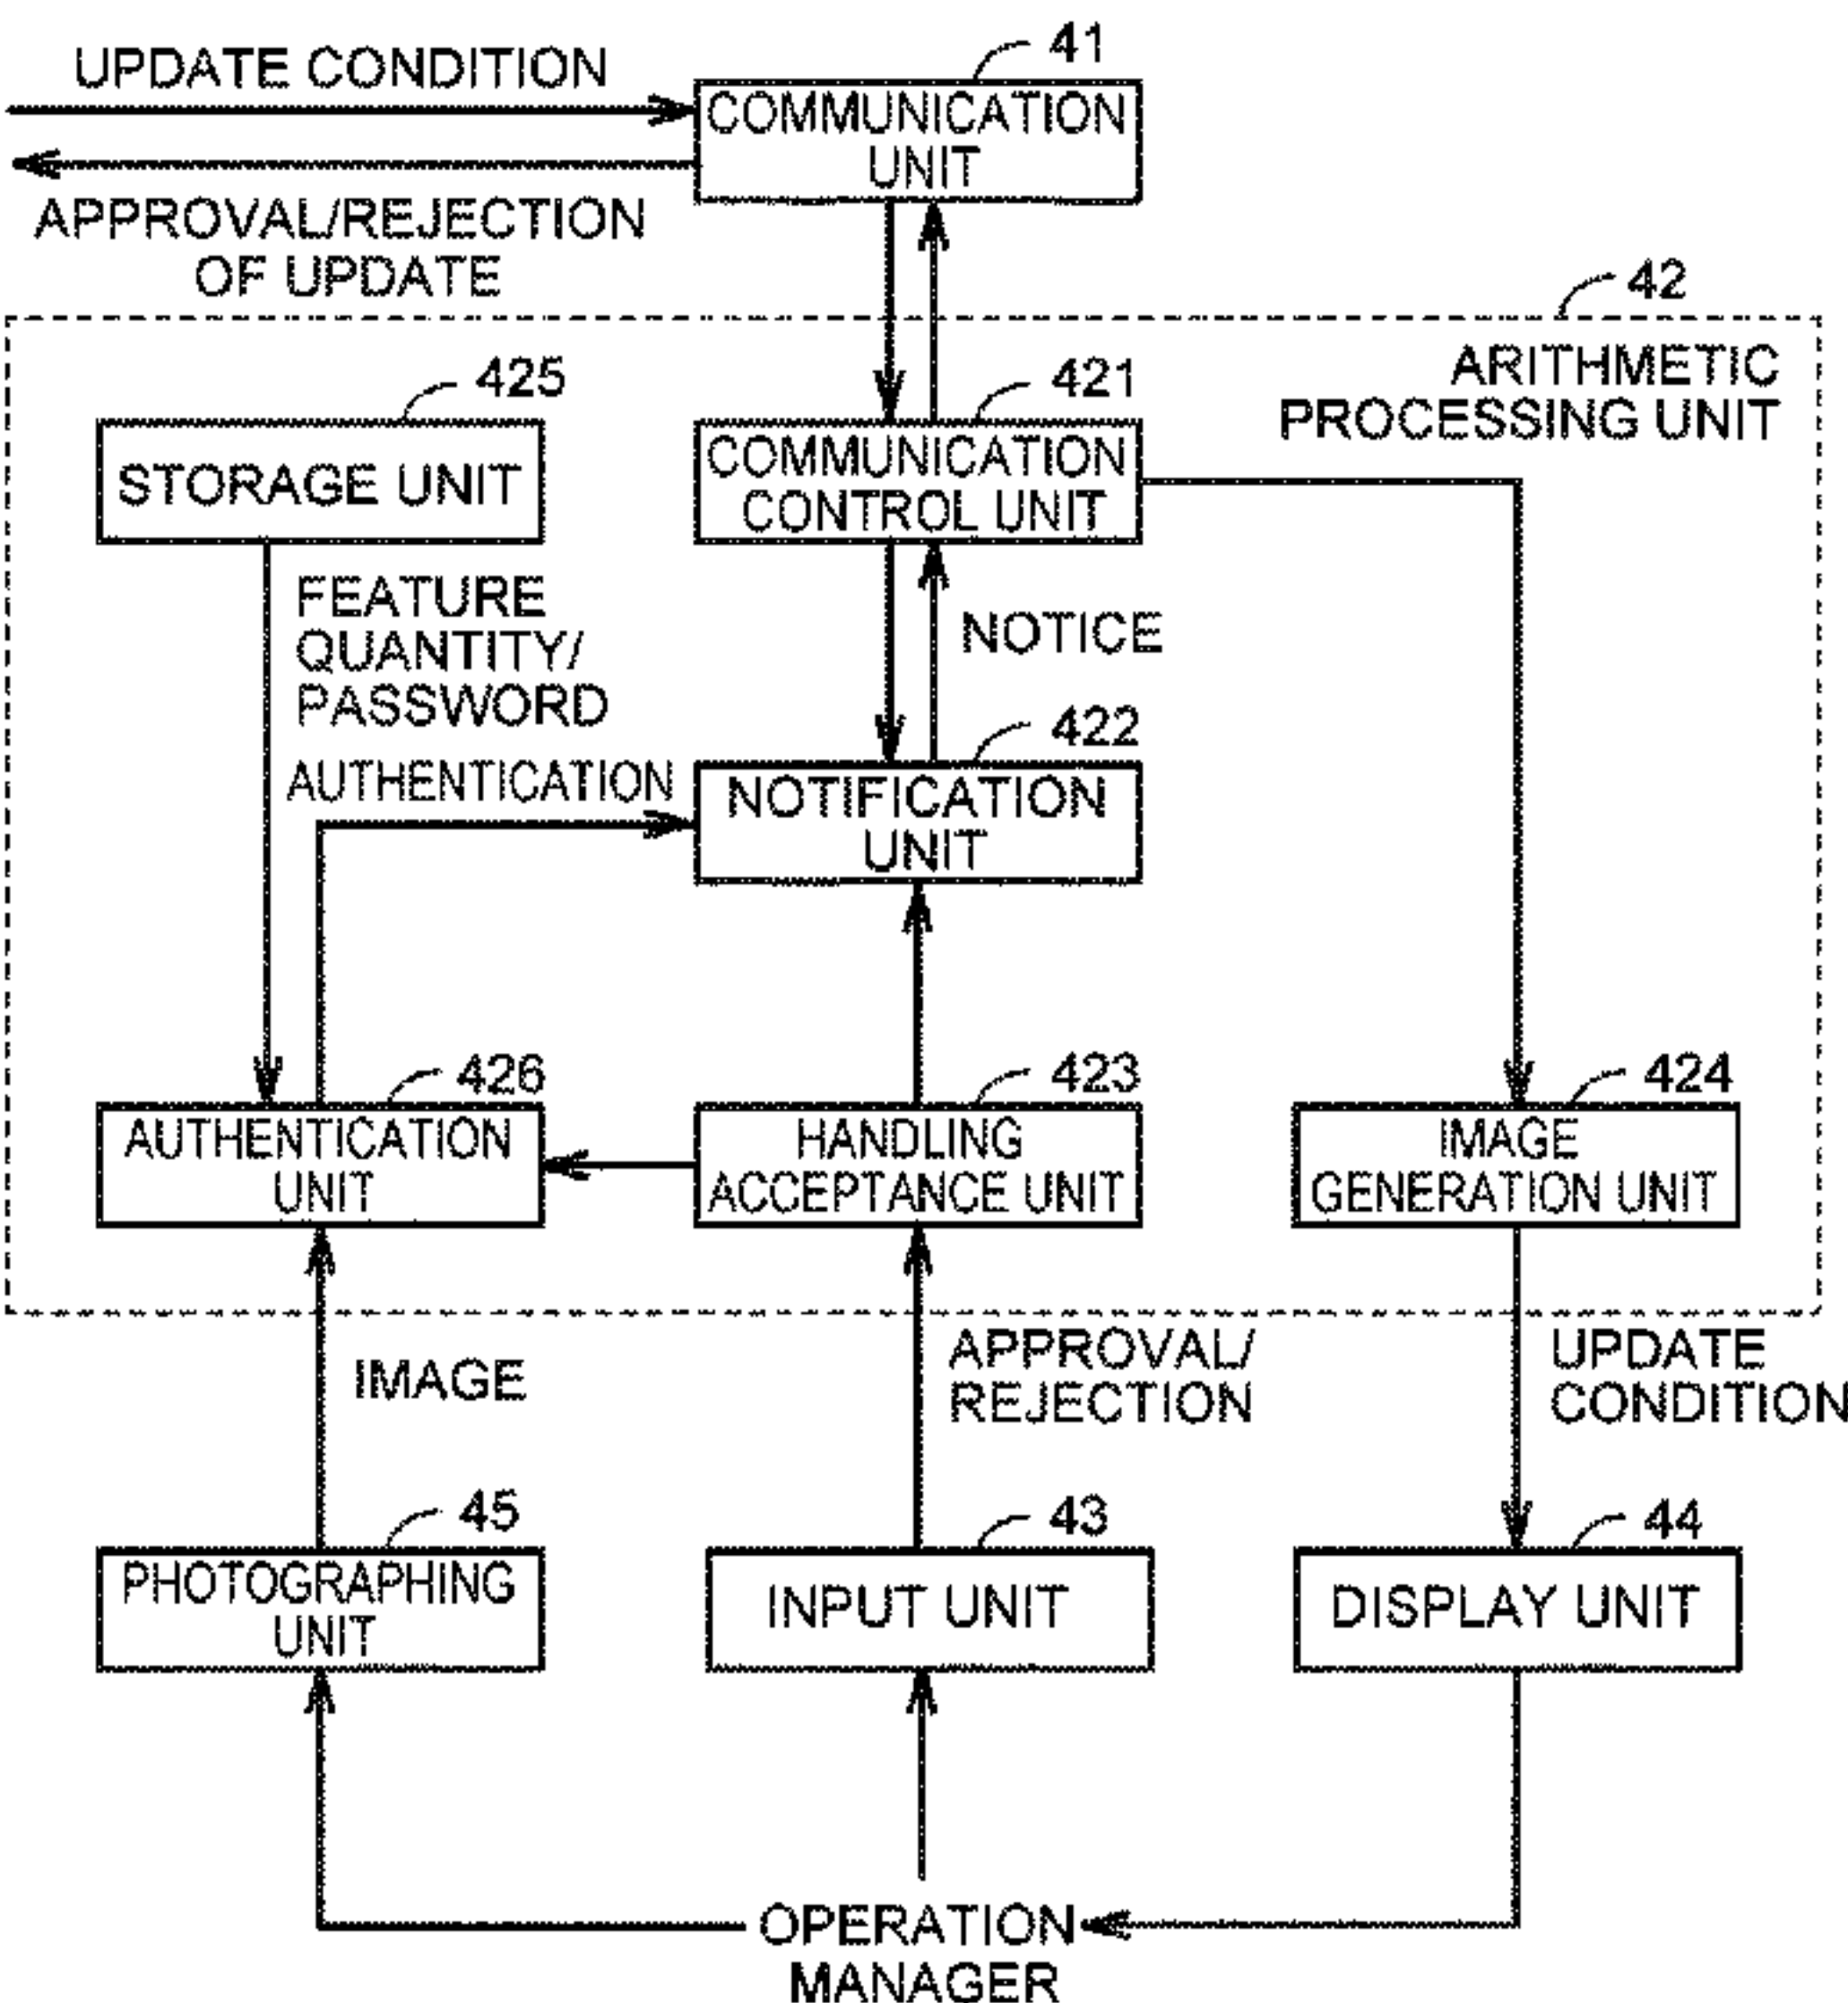 41
UPDATE CONDITION
COMMUNICATION
UNIT
APPROVAL/REJECTION
OF UPDATE
42
ARITHMETIC
PROCESSING UNIT
425
STORAGE UNIT
421
COMMUNICATION
CONTROL UNIT
FEATURE
QUANTITY/
PASSWORD
NOTICE
422
AUTHENTICATION
NOTIFICATION
UNIT
426
AUTHENTICATION
UNIT
423
HANDLING
ACCEPTANCE UNIT
424
IMAGE
GENERATION UNIT
IMAGE
APPROVAL/
REJECTION
UPDATE
CONDITION
45
PHOTOGRAPHING
UNIT
43
INPUT UNIT
44
DISPLAY UNIT
OPERATION
MANAGER